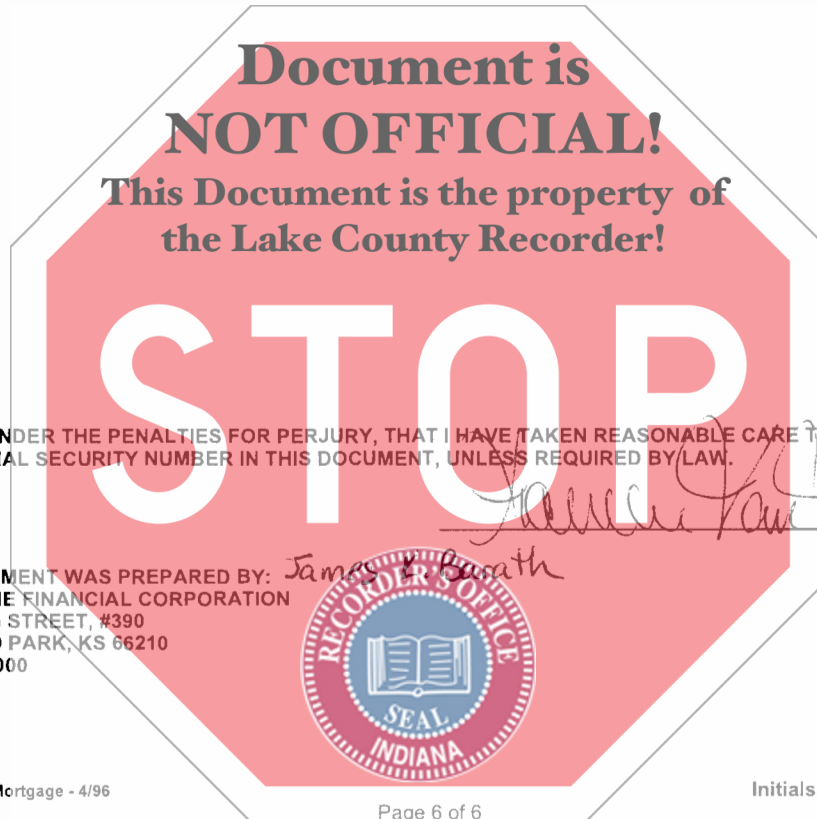 Document is
NOT OFFICIAL!
This Document is the property of
the Lake County Recorder!
STOP
NDER THE PENALTIES FOR PERJURY, THAT I HAVE TAKEN REASONABLE CARE T
AL SECURITY NUMBER IN THIS DOCUMENT, UNLESS REQUIRED BY LAW.
MENT WAS PREPARED BY: James E. Barath
E FINANCIAL CORPORATION
STREET, #390
PARK, KS 66210
000
RECORDER'S OFFICE
SEAL
INDIANA
Mortgage - 4/96
Initials
Page 6 of 6